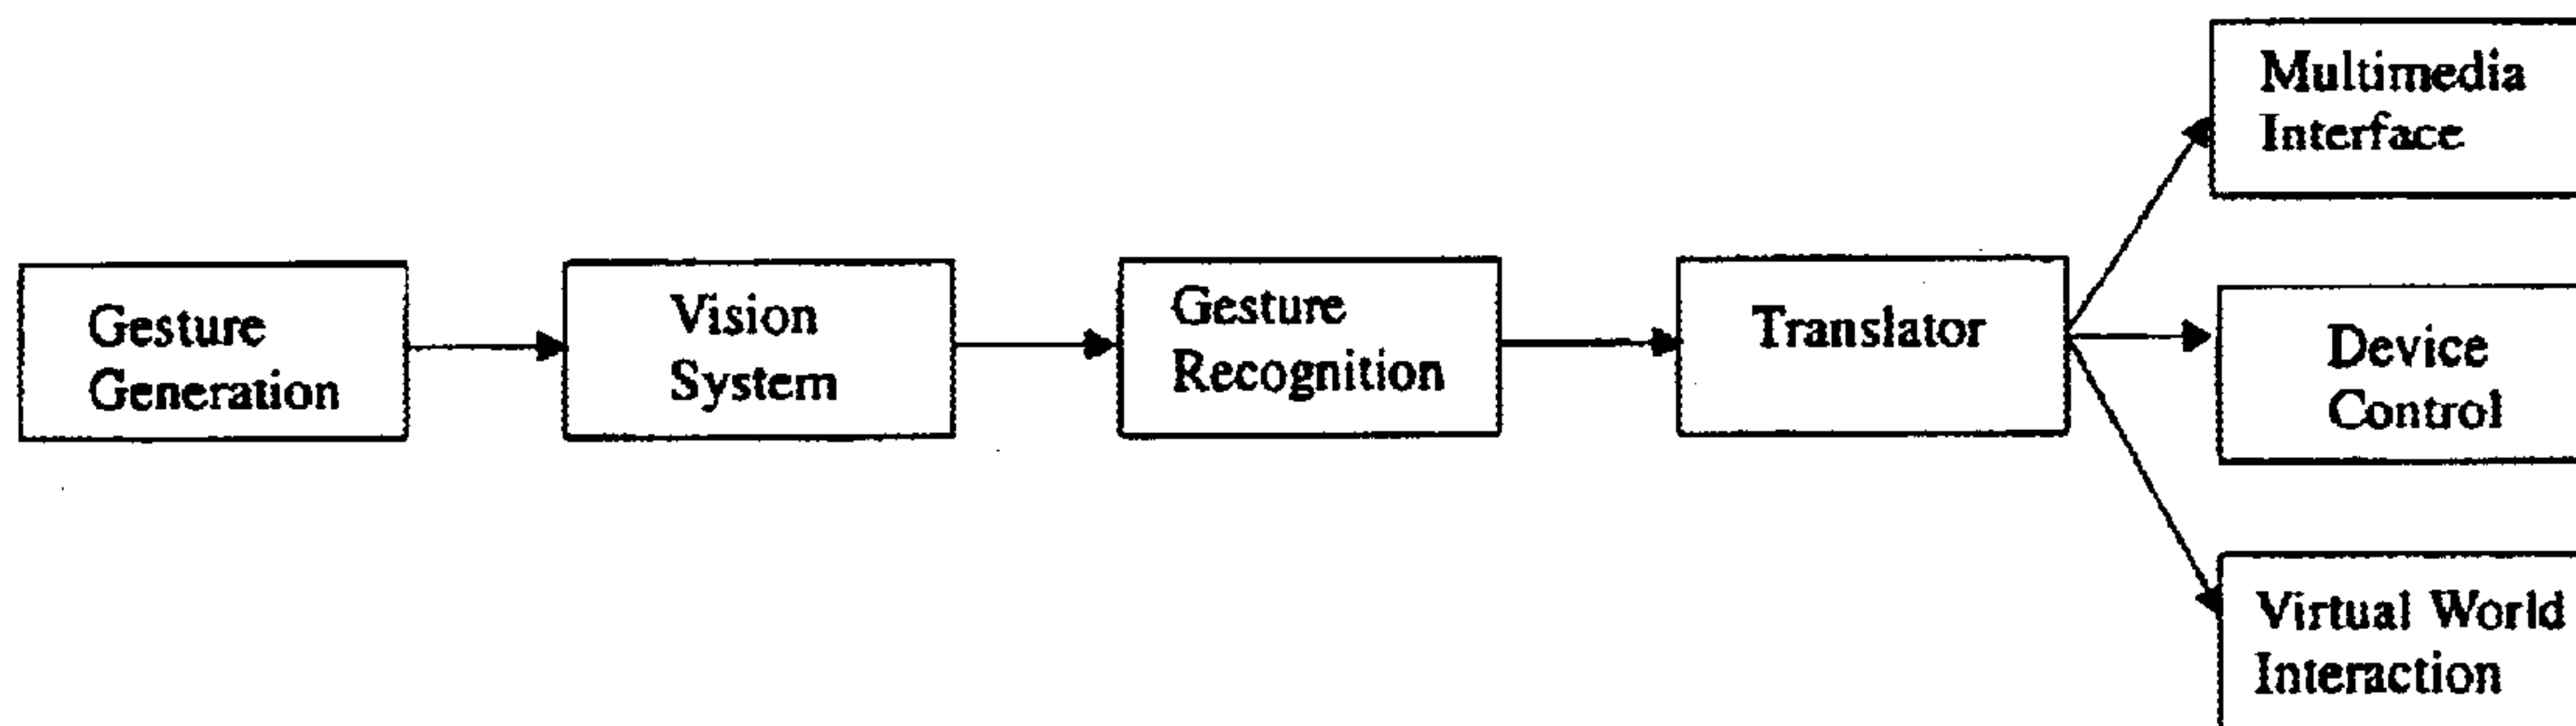 Gesture
Generation
Vision
System
Gesture
Recognition
Translator
Multimedia
Interface
Device
Control
Virtual World
Interaction